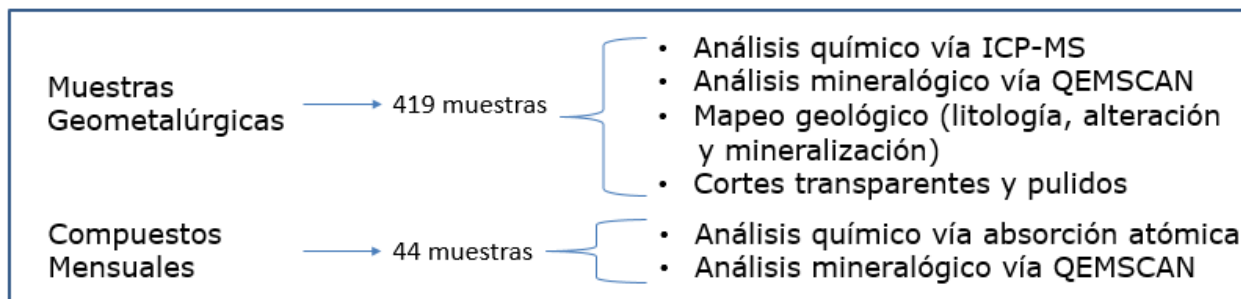 Muestras
Geometalúrgicas
419 muestras
• Análisis químico vía ICP-MS
• Análisis mineralógico vía QEMSCAN
• Mapeo geológico (litología, alteración
y mineralización)
• Cortes transparentes y pulidos
Compuestos
Mensuales
44 muestras
• Análisis químico vía absorción atómica
• Análisis mineralógico vía QEMSCAN